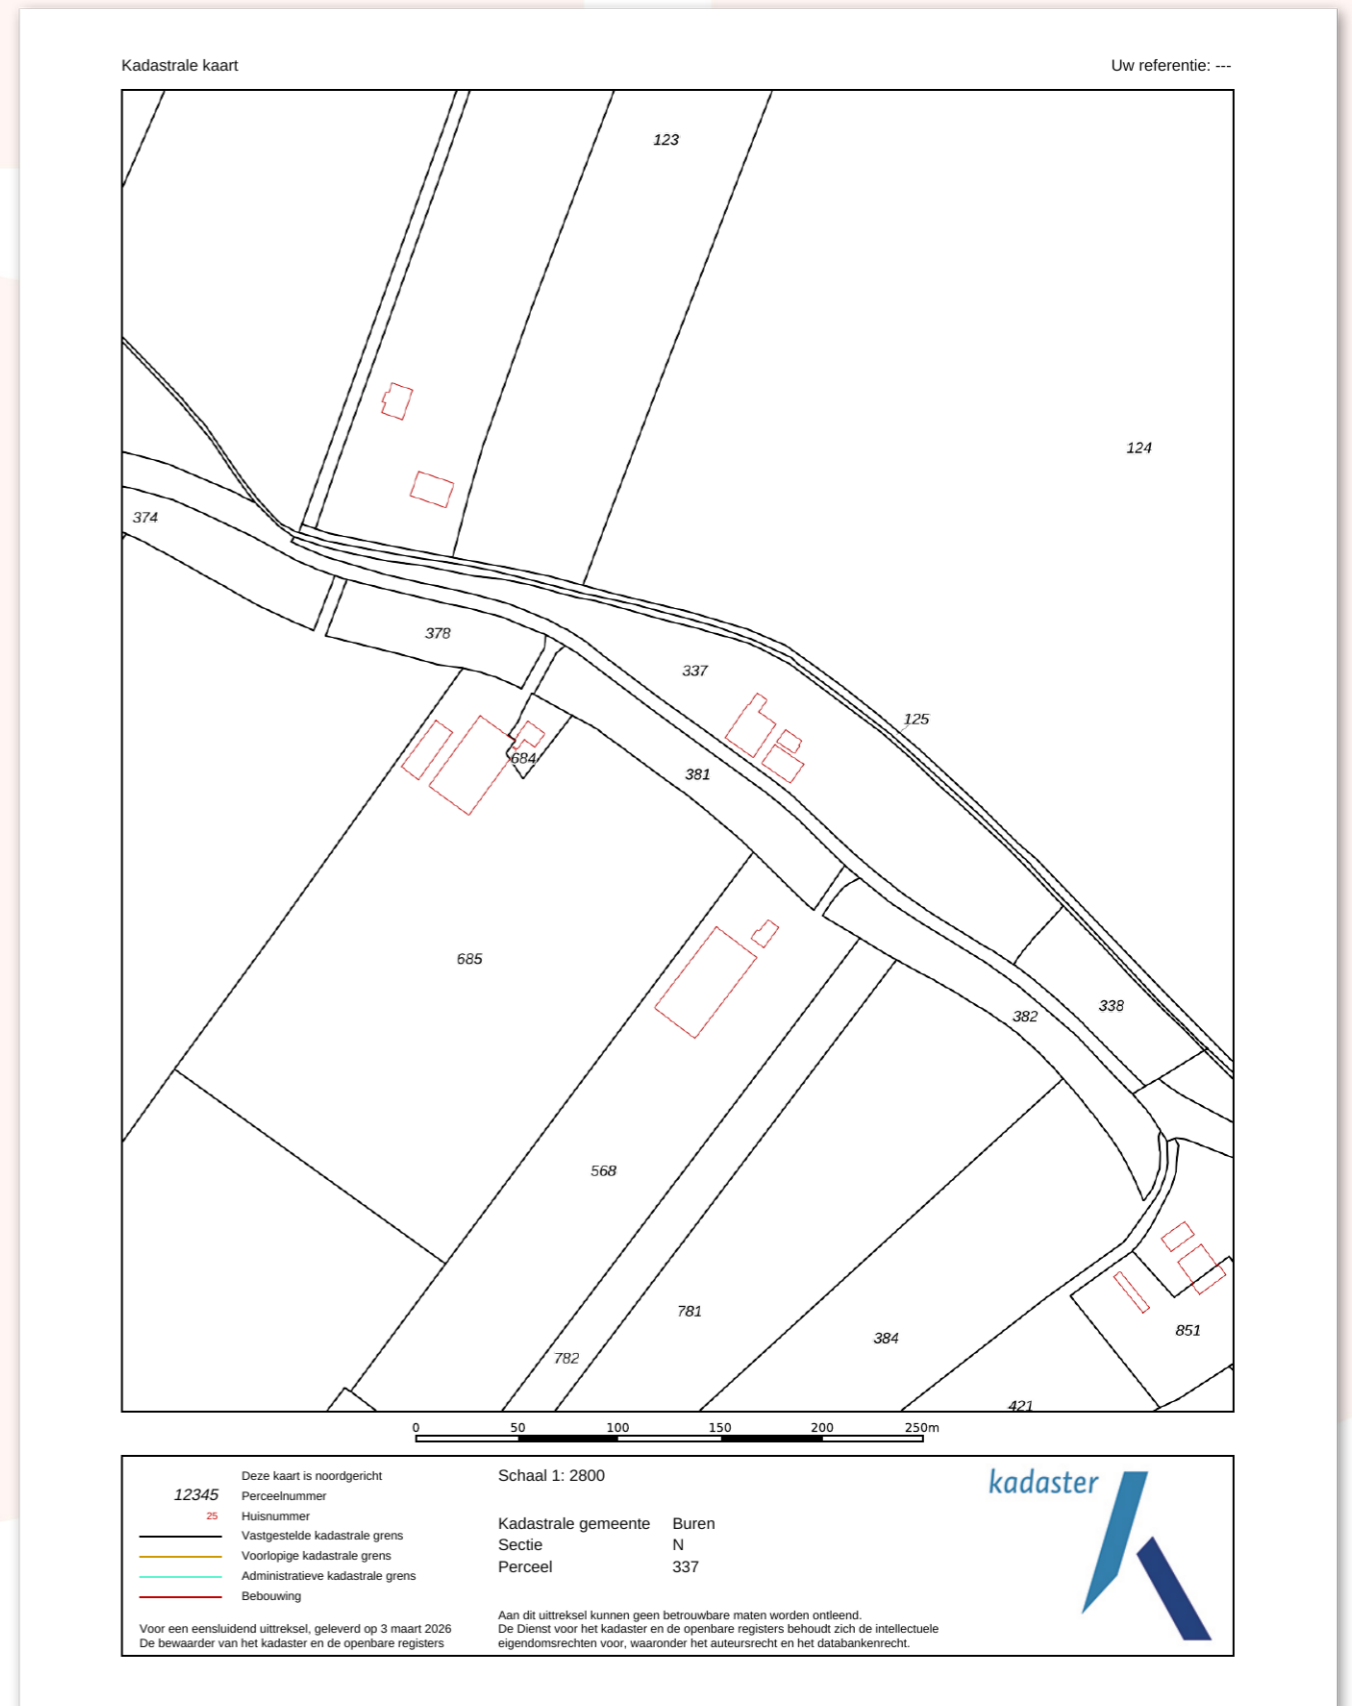 Kadastrale kaart
Uw referentie: ---
123
124
374
378
337
125
684
381
685
382
338
568
781
384
782
851
421
0 50 100 150 200 250m
Deze kaart is noordgericht
12345 Perceelnummer
25 Huisnummer
Vastgestelde kadastrale grens
Voorlopige kadastrale grens
Administratieve kadastrale grens
Bebouwing
Voor een eensluidend uittreksel, geleverd op 3 maart 2026
De bewaarder van het kadaster en de openbare registers
Schaal 1: 2800
Kadastrale gemeente Buren
Sectie N
Perceel 337
Aan dit uittreksel kunnen geen betrouwbare maten worden ontleend.
De Dienst voor het kadaster en de openbare registers behoudt zich de intellectuele
eigendomsrechten voor, waaronder het auteursrecht en het databankenrecht.
kadaster